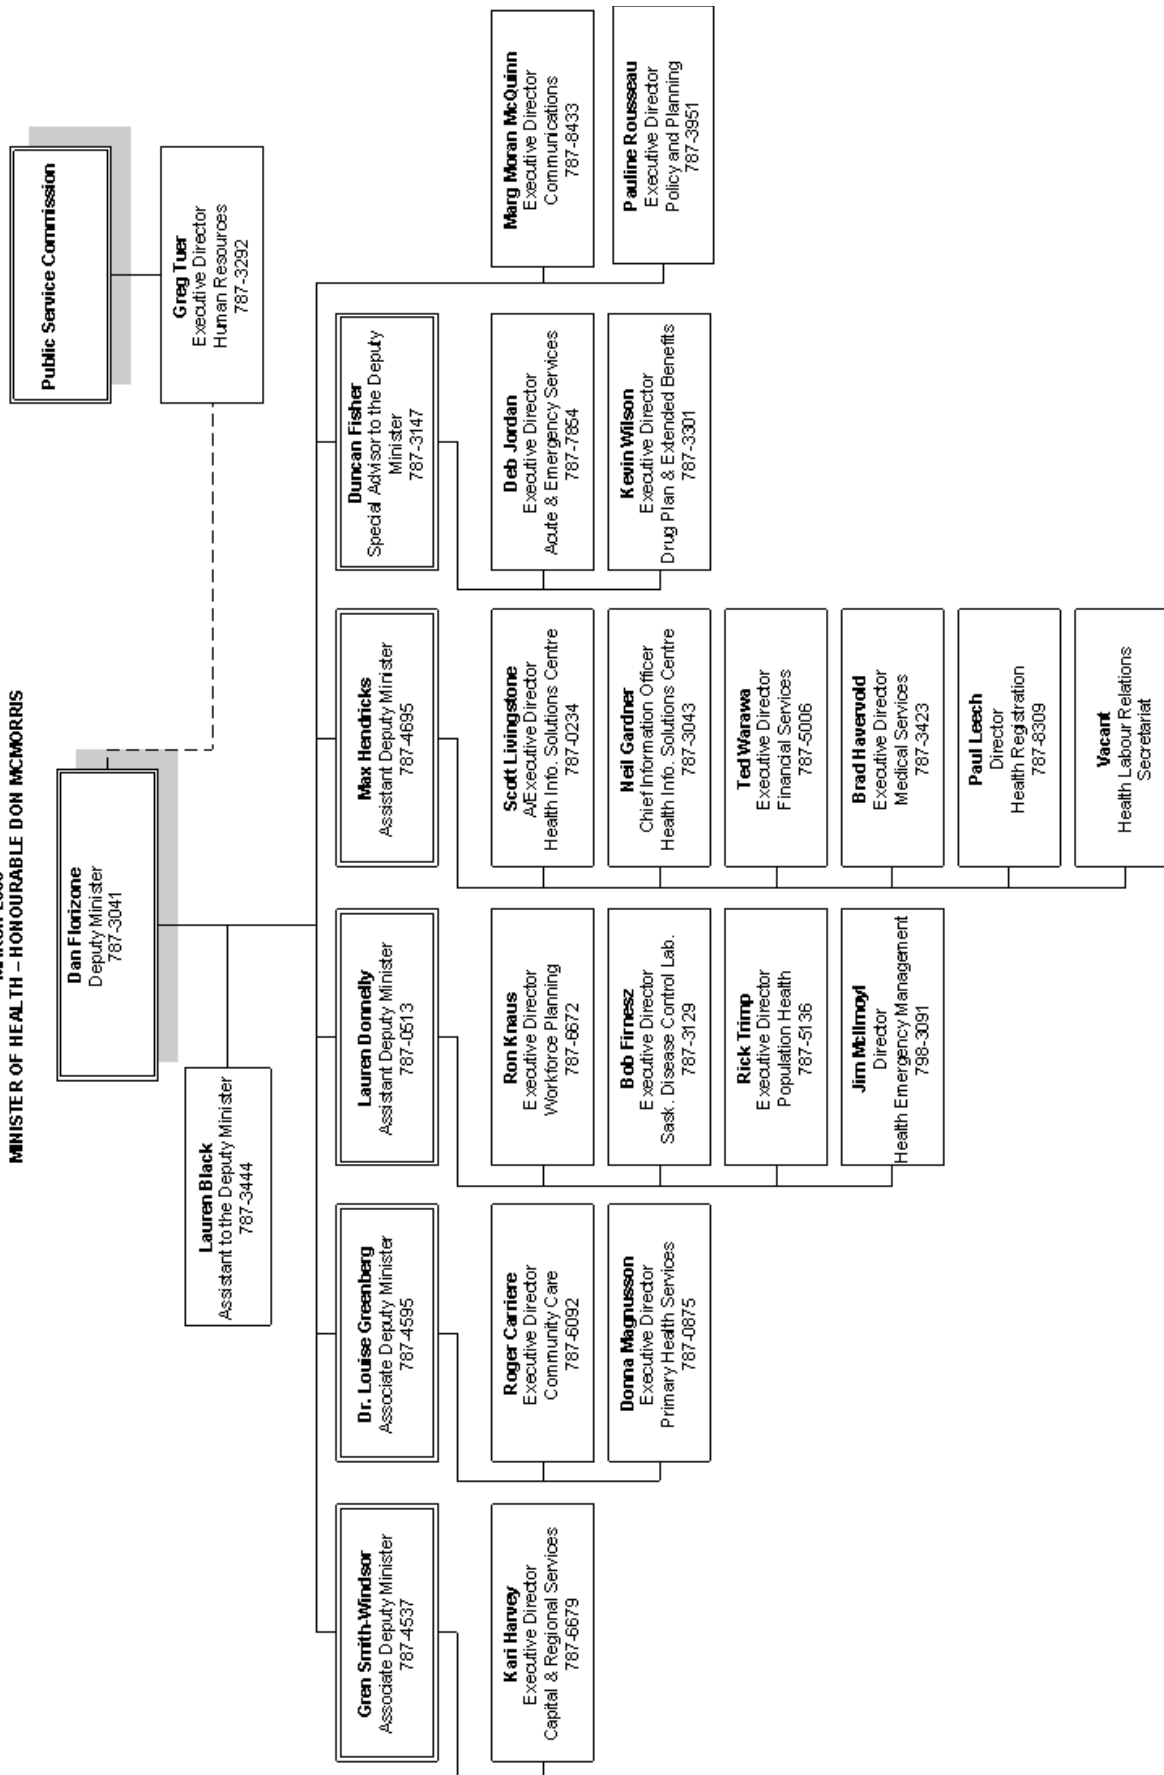 MINISTER OF HEALTH – HONOURABLE DON MCMORRIS
Dan Florizone
Deputy Minister
787-3041
Public Service Commission
Greg Tuer
Executive Director
Human Resources
787-3292
Lauren Black
Assistant to the Deputy Minister
787-3444
Gren Smith-Windsor
Associate Deputy Minister
787-4537
Kari Harvey
Executive Director
Capital & Regional Services
787-6679
Dr. Louise Greenberg
Associate Deputy Minister
787-4595
Roger Carriere
Executive Director
Community Care
787-6092
Donna Magnusson
Executive Director
Primary Health Services
787-0875
Lauren Donnelly
Assistant Deputy Minister
787-0513
Ron Knaus
Executive Director
Workforce Planning
787-6672
Bob Firnesz
Executive Director
Sask. Disease Control Lab.
787-3129
Rick Trimp
Executive Director
Population Health
787-5136
Jim McIlmoyl
Director
Health Emergency Management
798-3091
Max Hendricks
Assistant Deputy Minister
787-4695
Scott Livingstone
A/Executive Director
Health Info. Solutions Centre
787-0234
Neil Gardner
Chief Information Officer
Health Info. Solutions Centre
787-3043
Ted Warawa
Executive Director
Financial Services
787-5006
Brad Havervold
Executive Director
Medical Services
787-3423
Paul Leech
Director
Health Registration
787-8309
Vacant
Health Labour Relations
Secretariat
Duncan Fisher
Special Advisor to the Deputy
Minister
787-3147
Deb Jordan
Executive Director
Acute & Emergency Services
787-7854
Kevin Wilson
Executive Director
Drug Plan & Extended Benefits
787-3301
Marg Moran McQuinn
Executive Director
Communications
787-8433
Pauline Rousseau
Executive Director
Policy and Planning
787-3951